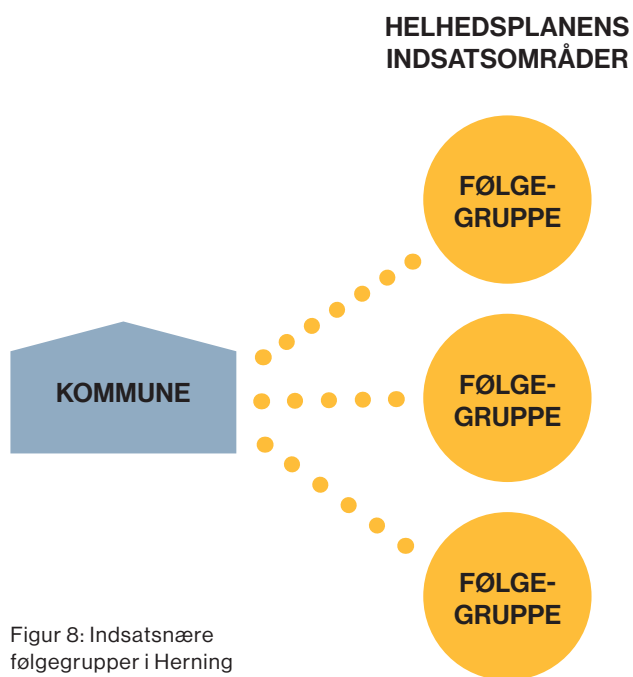 HELHEDSPLANENS
INDSATSOMRÅDER
FØLGE-
GRUPPE
KOMMUNE
FØLGE-
GRUPPE
FØLGE-
GRUPPE
Figur 8: Indsatsnære
følgegrupper i Herning